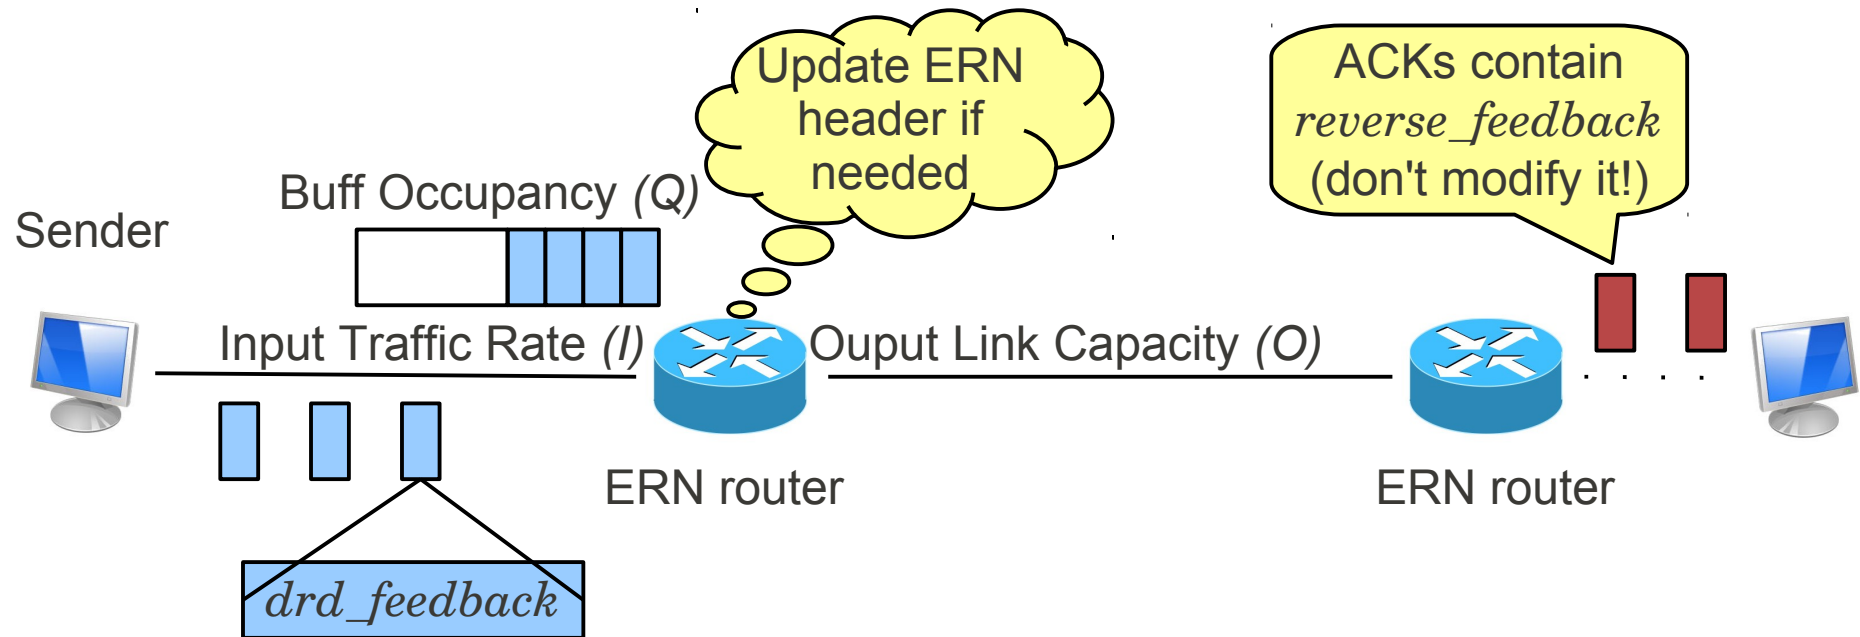 Update ERN
header if
needed
ACKs contain
reverse_feedback
(don't modify it!)
Buff Occupancy (Q)
Sender
Input Traffic Rate (I)
Ouput Link Capacity (O)
ERN router
ERN router
drd_feedback